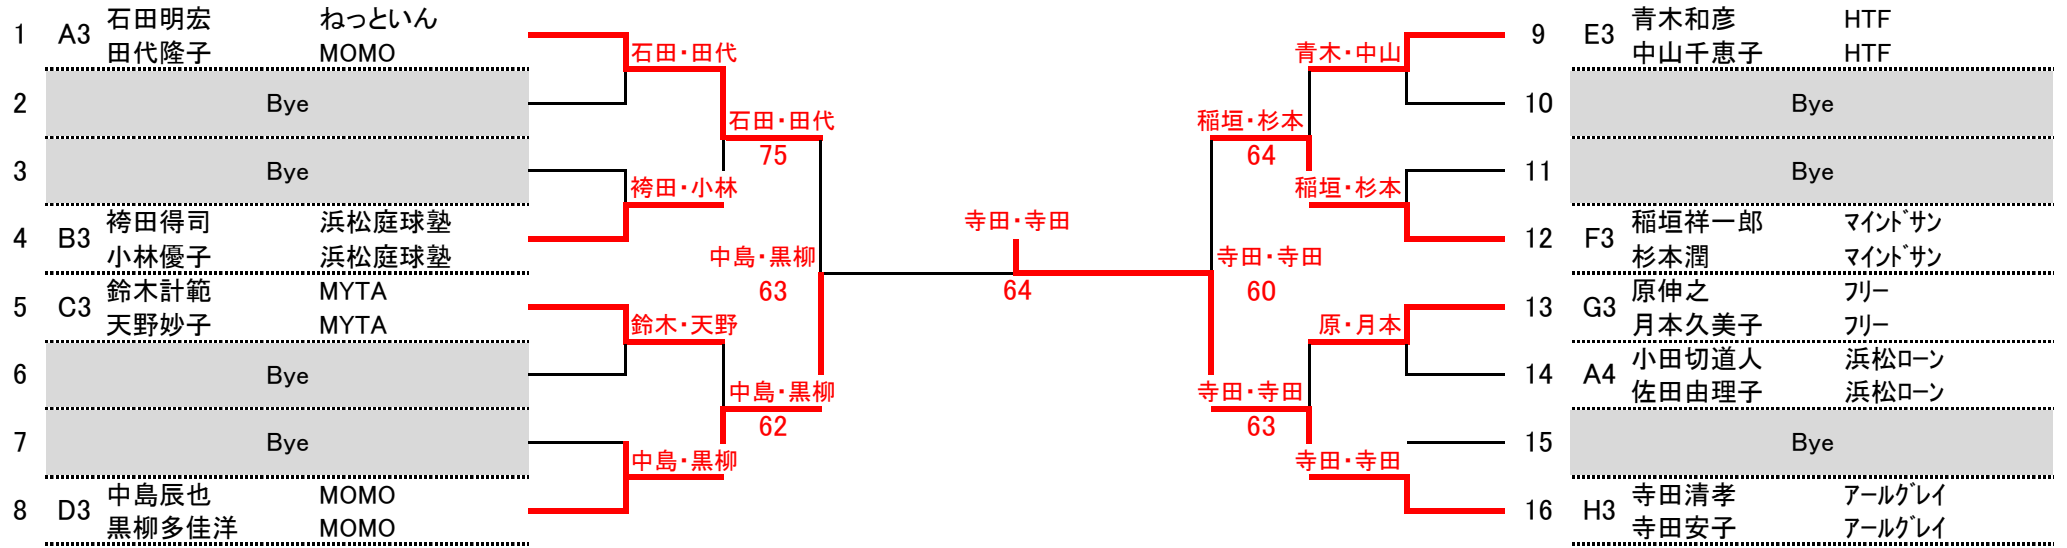 1 A3 石田明宏 ねっといん
田代隆子 MOMO
2 Bye
3 Bye
4 B3 袴田得司 浜松庭球塾
小林優子 浜松庭球塾
5 C3 鈴木計範 MYTA
天野妙子 MYTA
6 Bye
7 Bye
8 D3 中島辰也 MOMO
黒柳多佳洋 MOMO
石田・田代
袴田・小林
鈴木・天野
中島・黒柳
石田・田代
75
中島・黒柳
62
中島・黒柳
63
寺田・寺田
64
寺田・寺田
60
稲垣・杉本
64
寺田・寺田
63
青木・中山
稲垣・杉本
原・月本
寺田・寺田
9 E3 青木和彦 HTF
中山千恵子 HTF
10 Bye
11 Bye
12 F3 稲垣祥一郎 ﾏｲﾝﾄﾞｻﾝ
杉本潤 ﾏｲﾝﾄﾞｻﾝ
13 G3 原伸之 ﾌﾘｰ
月本久美子 ﾌﾘｰ
14 A4 小田切道人 浜松ﾛｰﾝ
佐田由理子 浜松ﾛｰﾝ
15 Bye
16 H3 寺田清孝 ｱｰﾙｸﾞﾚｲ
寺田安子 ｱｰﾙｸﾞﾚｲ